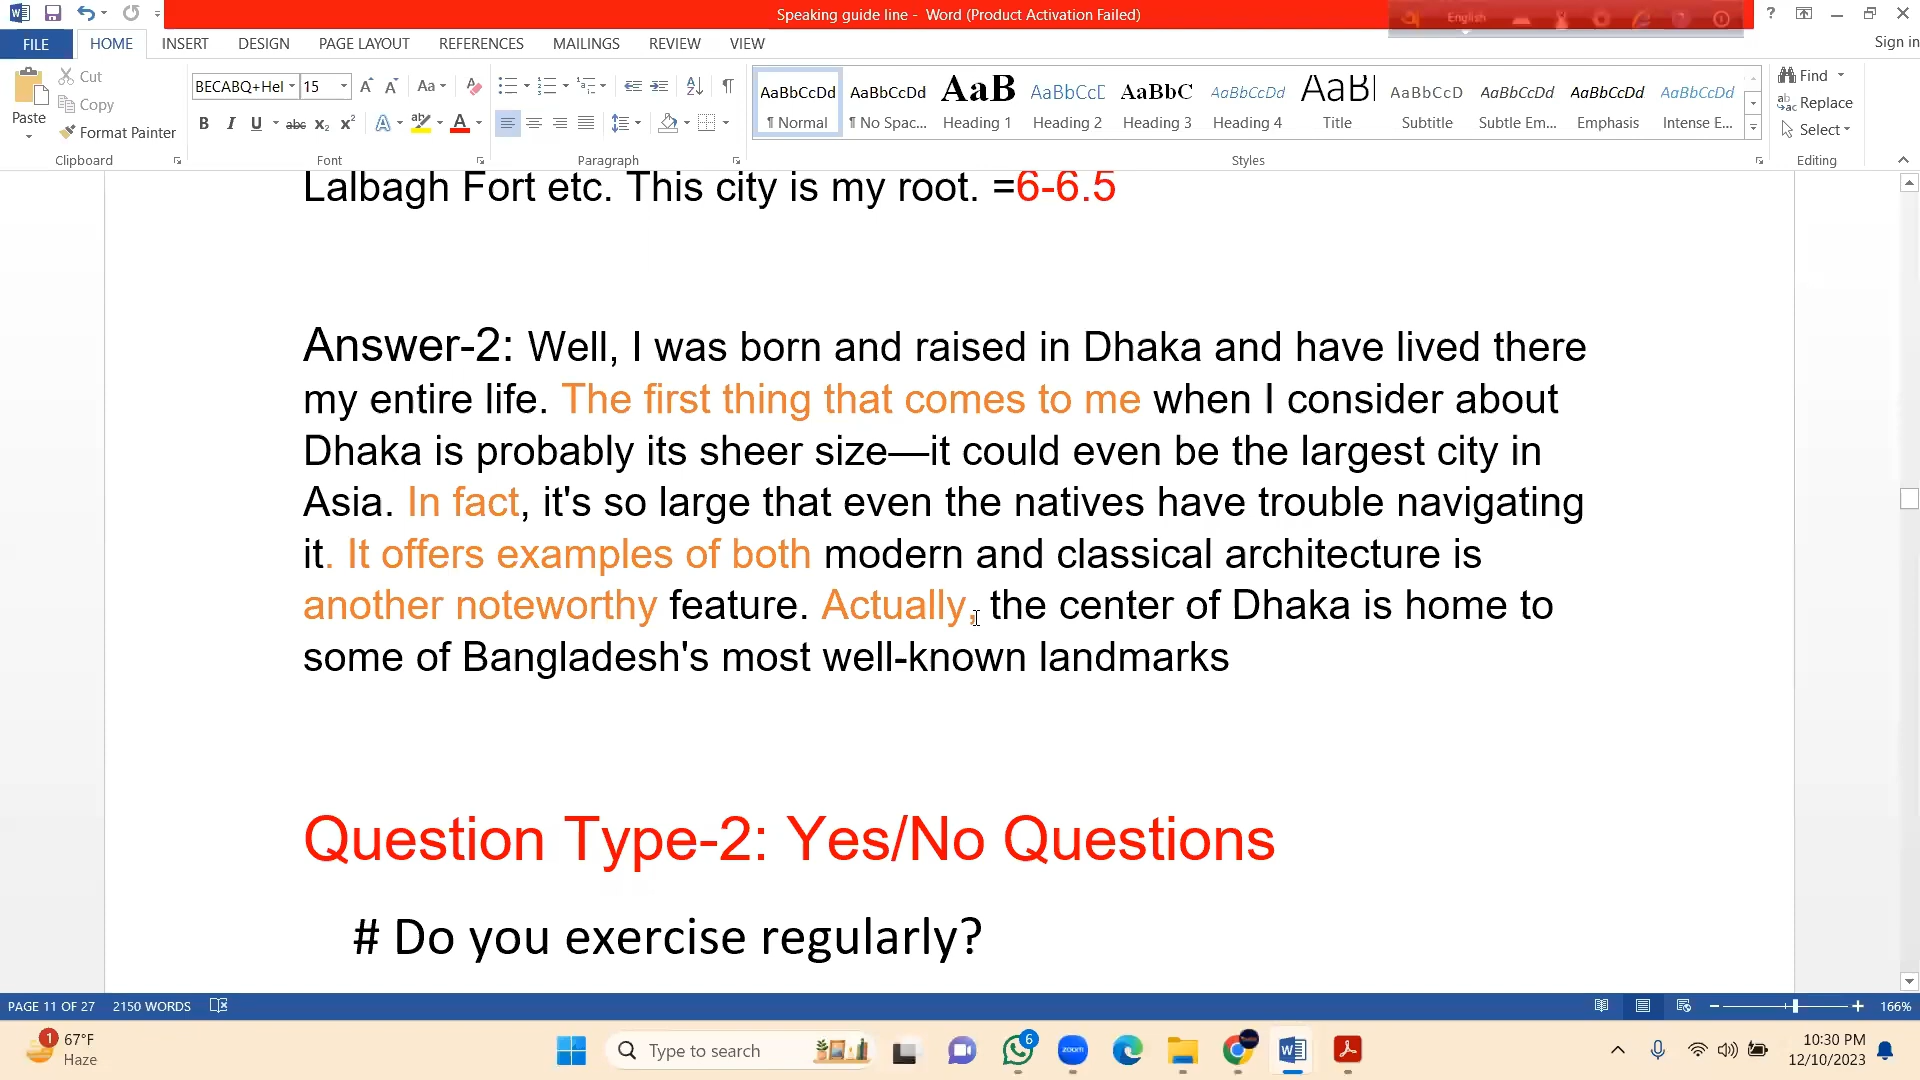 Speaking guide line - Word (Product Activation Failed)
English
FILE HOME INSERT DESIGN PAGE LAYOUT REFERENCES MAILINGS REVIEW VIEW Sign in
Paste
Cut
Copy
Format Painter
BECABQ+Hel 15
AaBbCcDd AaBbCcDd AaB AaBbCcC AaBbC AaBbCcDd AaBl AaBbCcD AaBbCcDd AaBbCcDd AaBbCcDd
¶ Normal ¶ No Spac... Heading 1 Heading 2 Heading 3 Heading 4 Title Subtitle Subtle Em... Emphasis Intense E...
Find
Replace
Select
Clipboard Font Paragraph Styles Editing
Lalbagh Fort etc. This city is my root. =6-6.5
Answer-2: Well, I was born and raised in Dhaka and have lived there
my entire life. The first thing that comes to me when I consider about
Dhaka is probably its sheer size—it could even be the largest city in
Asia. In fact, it's so large that even the natives have trouble navigating
it. It offers examples of both modern and classical architecture is
another noteworthy feature. Actually, the center of Dhaka is home to
some of Bangladesh's most well-known landmarks
Question Type-2: Yes/No Questions
# Do you exercise regularly?
PAGE 11 OF 27 2150 WORDS 166%
1 67°F
Haze
Type to search
6
zoom
10:30 PM
12/10/2023